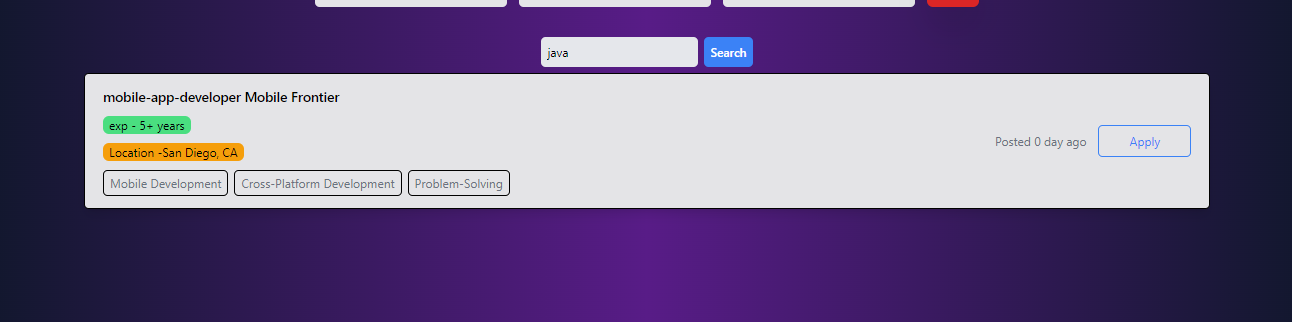 java Search
mobile-app-developer Mobile Frontier
exp - 5+ years
Location -San Diego, CA
Posted 0 day ago Apply
Mobile Development Cross-Platform Development Problem-Solving